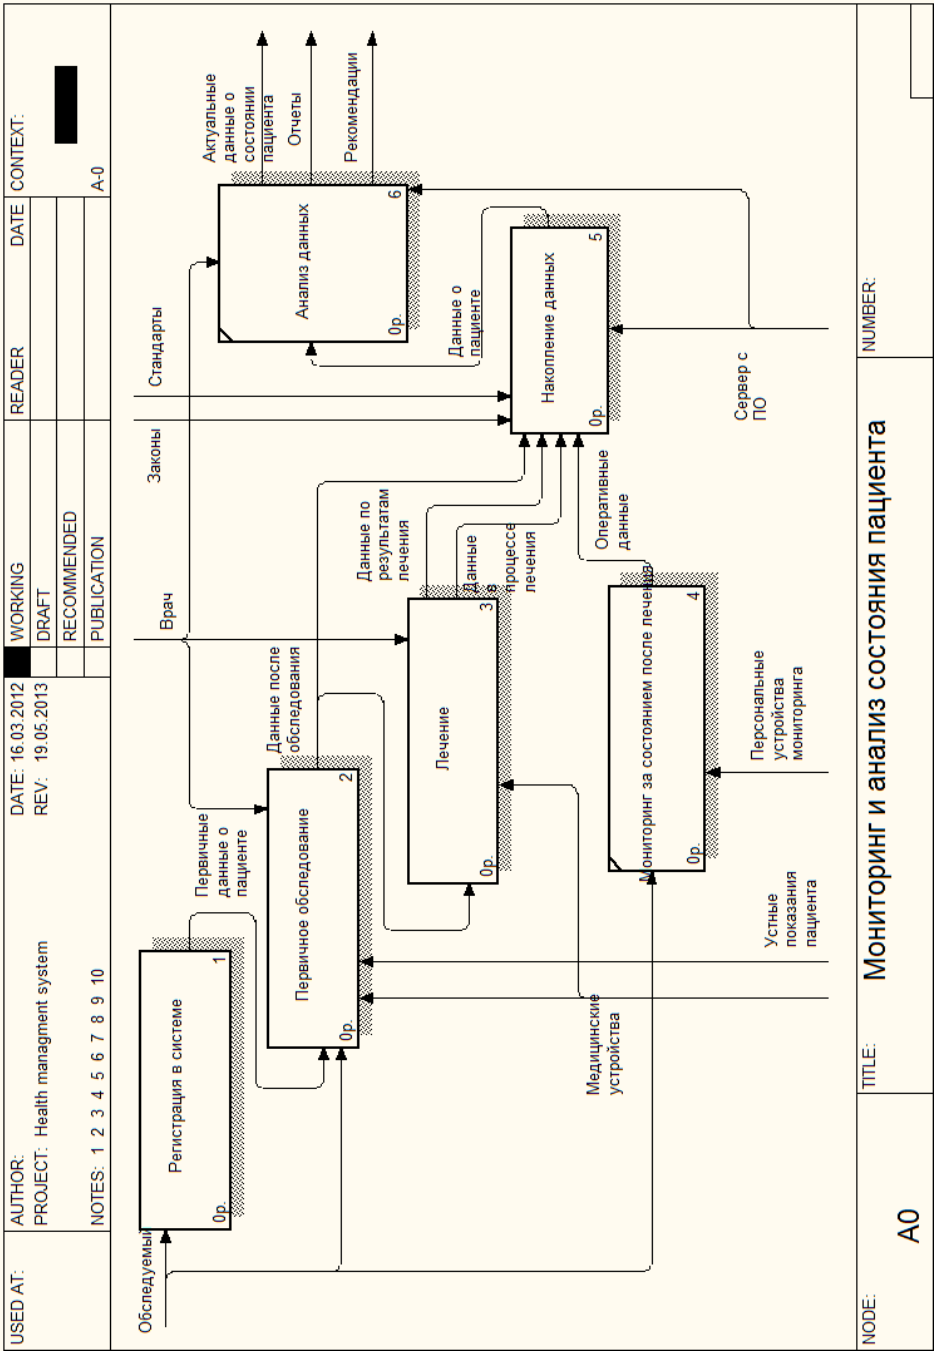 USED AT:
AUTHOR:
PROJECT: Health managment system
NOTES: 1 2 3 4 5 6 7 8 9 10
DATE: 16.03.2012
REV: 19.05.2013
WORKING
DRAFT
RECOMMENDED
PUBLICATION
READER
DATE
CONTEXT:
A-0
Обследуемый
Регистрация в системе
0р.
1
Первичные
данные о
пациенте
Первичное обследование
0р.
2
Данные после
обследования
Врач
Законы
Стандарты
Лечение
0р.
3
Данные по
результатам
лечения
Данные
в
процессе
лечения
Мониторинг за состоянием после лечения
0р.
4
Оперативные
данные
Накопление данных
0р.
5
Данные о
пациенте
Анализ данных
0р.
6
Актуальные
данные о
состоянии
пациента
Отчеты
Рекомендации
Медицинские
устройства
Устные
показания
пациента
Персональные
устройства
мониторинга
Сервер с
ПО
NODE:
A0
TITLE:
Мониторинг и анализ состояния пациента
NUMBER: